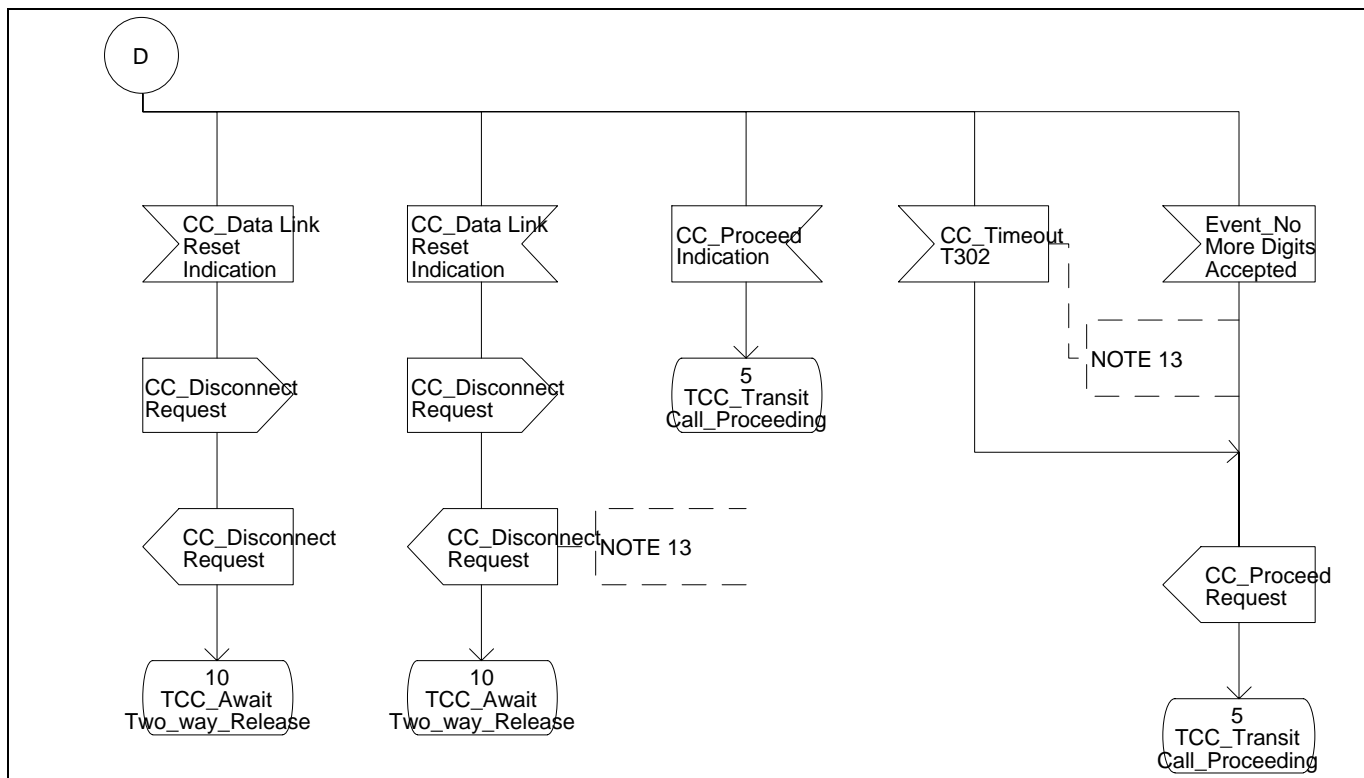 D
CC_Data Link
Reset
Indication
CC_Data Link
Reset
Indication
CC_Proceed
Indication
CC_Timeout
T302
Event_No
More Digits
Accepted
NOTE 13
CC_Disconnect
Request
CC_Disconnect
Request
5
TCC_Transit
Call_Proceeding
CC_Disconnect
Request
CC_Disconnect
Request
NOTE 13
CC_Proceed
Request
10
TCC_Await
Two_way_Release
10
TCC_Await
Two_way_Release
5
TCC_Transit
Call_Proceeding